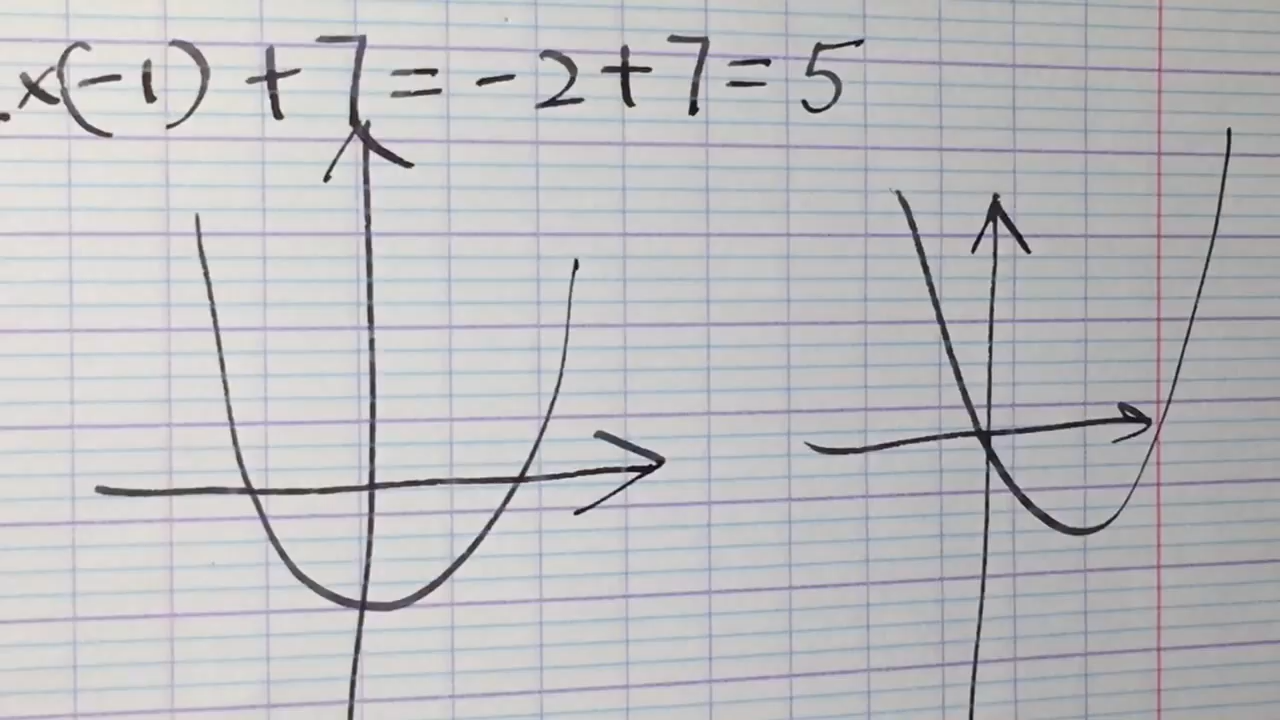 .x(-1) + 7 = -2 + 7 = 5